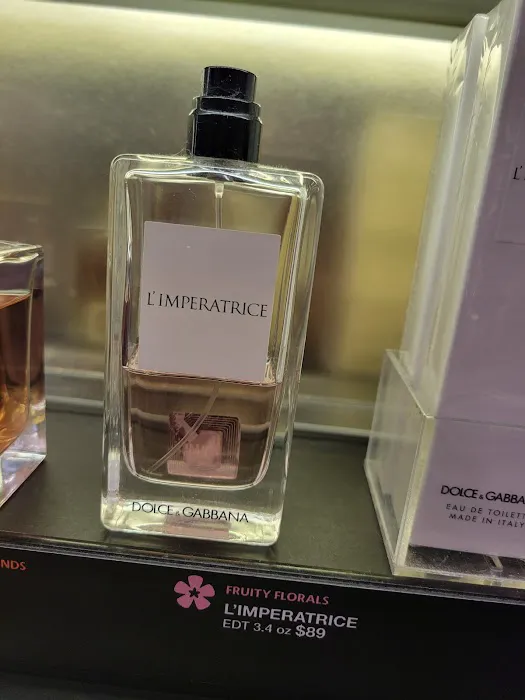 L'IMPERATRICE
DOLCE & GABBANA
DOLCE & GABBA
EAU DE TOILETT
MADE IN ITALY
NDS
FRUITY FLORALS
L'IMPERATRICE
EDT 3.4 oz $89